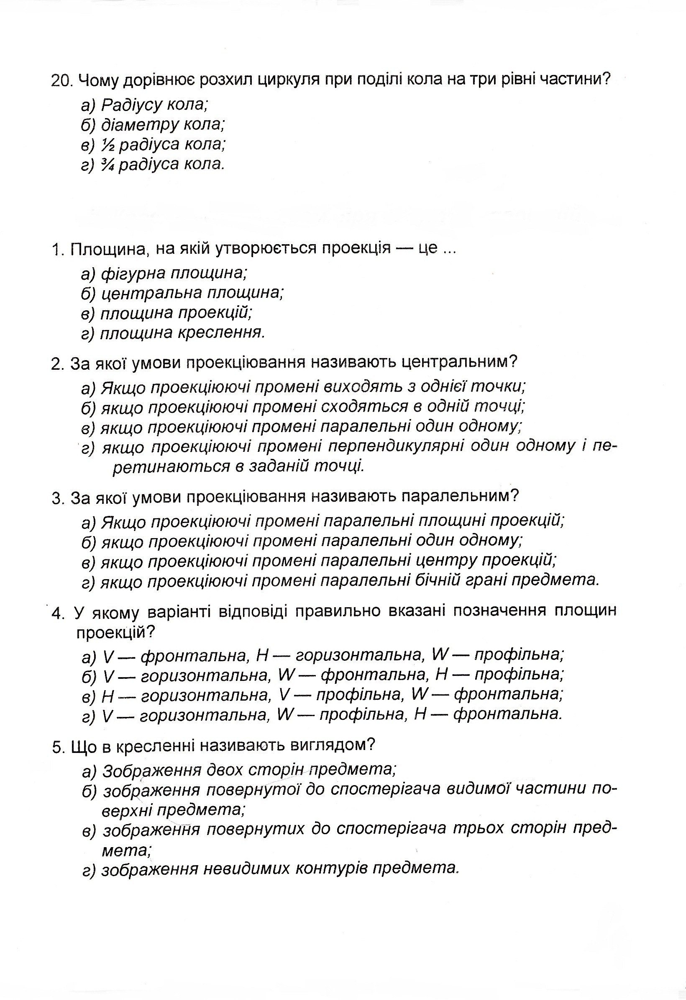 20. Чому дорівнює розхил циркуля при поділі кола на три рівні частини?
а) Радіусу кола;
б) діаметру кола;
в) ½ радіуса кола;
г) ¾ радіуса кола.
1. Площина, на якій утворюється проекція — це ...
а) фігурна площина;
б) центральна площина;
в) площина проекцій;
г) площина креслення.
2. За якої умови проекціювання називають центральним?
а) Якщо проекціюючі промені виходять з однієї точки;
б) якщо проекціюючі промені сходяться в одній точці;
в) якщо проекціюючі промені паралельні один одному;
г) якщо проекціюючі промені перпендикулярні один одному і пе-
ретинаються в заданій точці.
3. За якої умови проекціювання називають паралельним?
а) Якщо проекціюючі промені паралельні площині проекцій;
б) якщо проекціюючі промені паралельні один одному;
в) якщо проекціюючі промені паралельні центру проекцій;
г) якщо проекціюючі промені паралельні бічній грані предмета.
4. У якому варіанті відповіді правильно вказані позначення площин
проекцій?
а) V — фронтальна, H — горизонтальна, W — профільна;
б) V — горизонтальна, W — фронтальна, H — профільна;
в) H — горизонтальна, V — профільна, W — фронтальна;
г) V — горизонтальна, W — профільна, H — фронтальна.
5. Що в кресленні називають виглядом?
а) Зображення двох сторін предмета;
б) зображення повернутої до спостерігача видимої частини по-
верхні предмета;
в) зображення повернутих до спостерігача трьох сторін пред-
мета;
г) зображення невидимих контурів предмета.